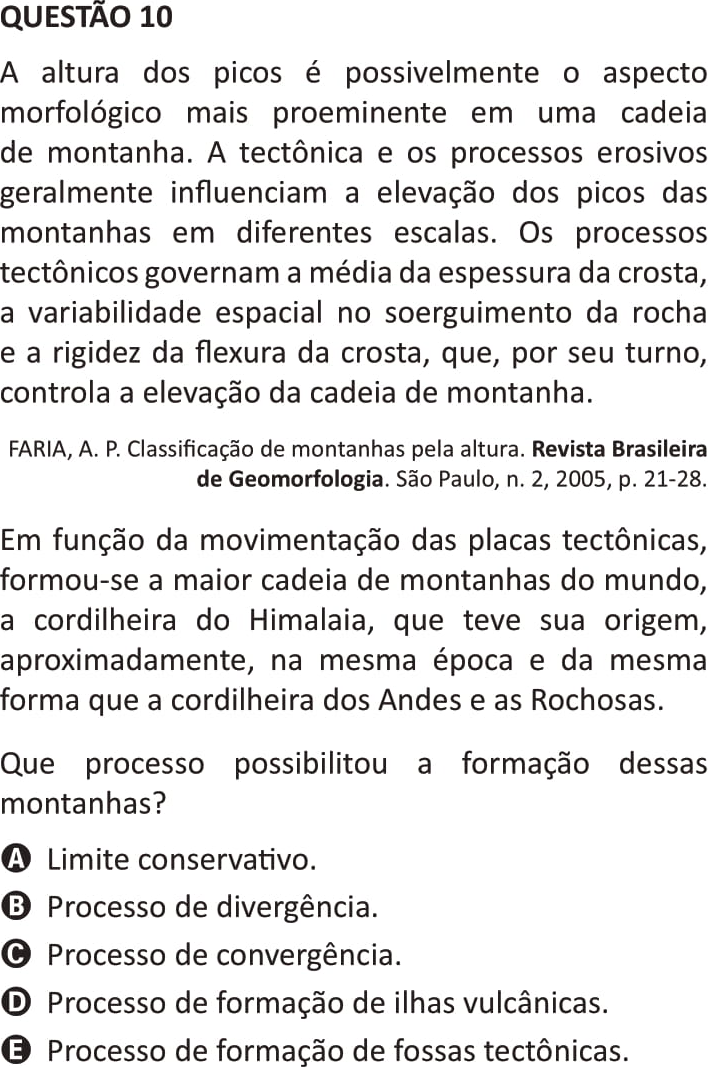 QUESTÃO 10
A altura dos picos é possivelmente o aspecto
morfológico mais proeminente em uma cadeia
de montanha. A tectônica e os processos erosivos
geralmente influenciam a elevação dos picos das
montanhas em diferentes escalas. Os processos
tectônicos governam a média da espessura da crosta,
a variabilidade espacial no soerguimento da rocha
e a rigidez da flexura da crosta, que, por seu turno,
controla a elevação da cadeia de montanha.
FARIA, A. P. Classificação de montanhas pela altura. Revista Brasileira
de Geomorfologia. São Paulo, n. 2, 2005, p. 21-28.
Em função da movimentação das placas tectônicas,
formou-se a maior cadeia de montanhas do mundo,
a cordilheira do Himalaia, que teve sua origem,
aproximadamente, na mesma época e da mesma
forma que a cordilheira dos Andes e as Rochosas.
Que processo possibilitou a formação dessas
montanhas?
A Limite conservativo.
B Processo de divergência.
C Processo de convergência.
D Processo de formação de ilhas vulcânicas.
E Processo de formação de fossas tectônicas.